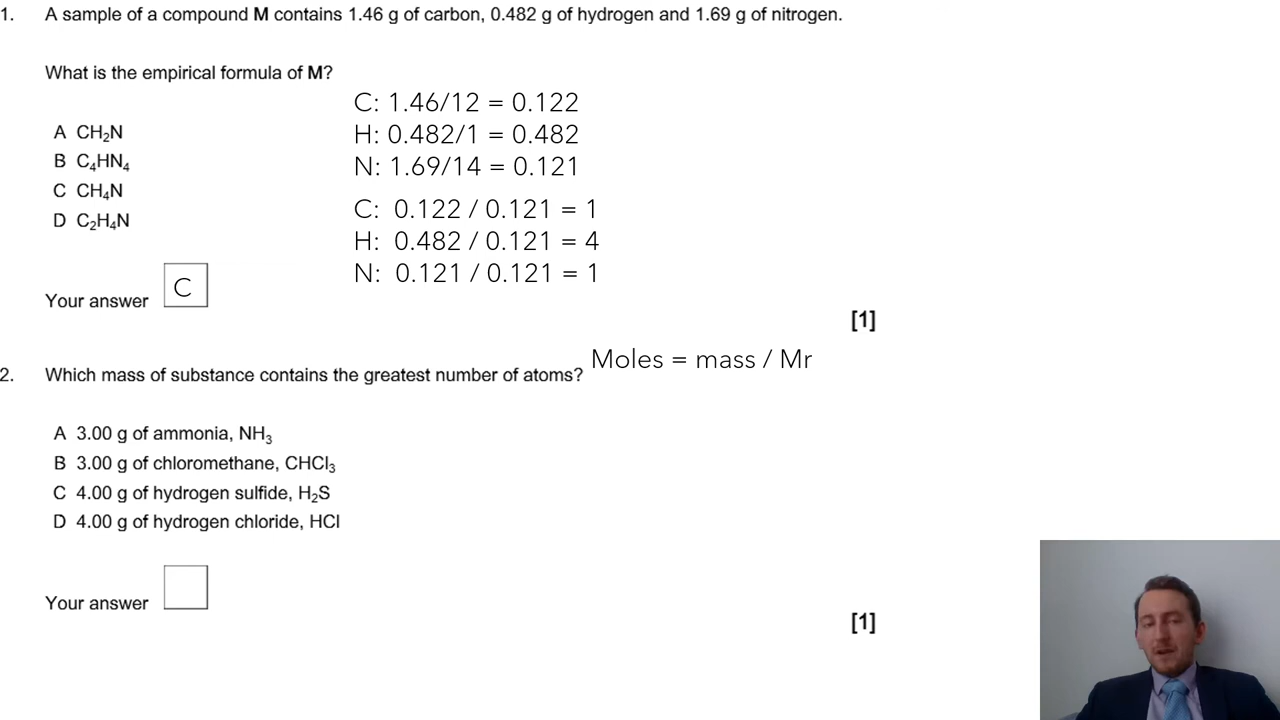 1. A sample of a compound M contains 1.46 g of carbon, 0.482 g of hydrogen and 1.69 g of nitrogen.
What is the empirical formula of M?
A CH₂N
B C₄HN₄
C CH₄N
D C₂H₄N
C: 1.46/12 = 0.122
H: 0.482/1 = 0.482
N: 1.69/14 = 0.121
C: 0.122 / 0.121 = 1
H: 0.482 / 0.121 = 4
N: 0.121 / 0.121 = 1
Your answer C
[1]
Moles = mass / Mr
2. Which mass of substance contains the greatest number of atoms?
A 3.00 g of ammonia, NH₃
B 3.00 g of chloromethane, CHCl₃
C 4.00 g of hydrogen sulfide, H₂S
D 4.00 g of hydrogen chloride, HCl
Your answer
[1]